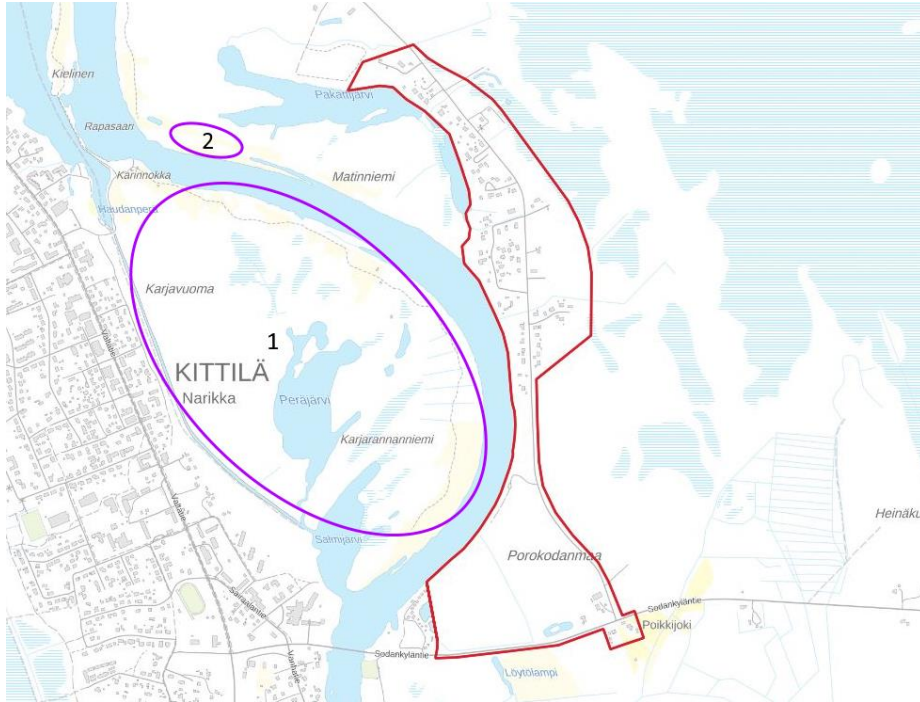 Kielinen
Pakattijärvi
Rapasaari
2
Karinnokka
Matinniemi
Haudanperä
Karjavuoma
1
Valtatie
KITTILÄ
Narikka
Peräjärvi
Karjarannanniemi
Valtatie
Heinäku
Salmijärvi
Porokodanmaa
Sairaalantie
Sodankyläntie
Poikkijoki
Valtatie
Sodankyläntie
Löytölampi